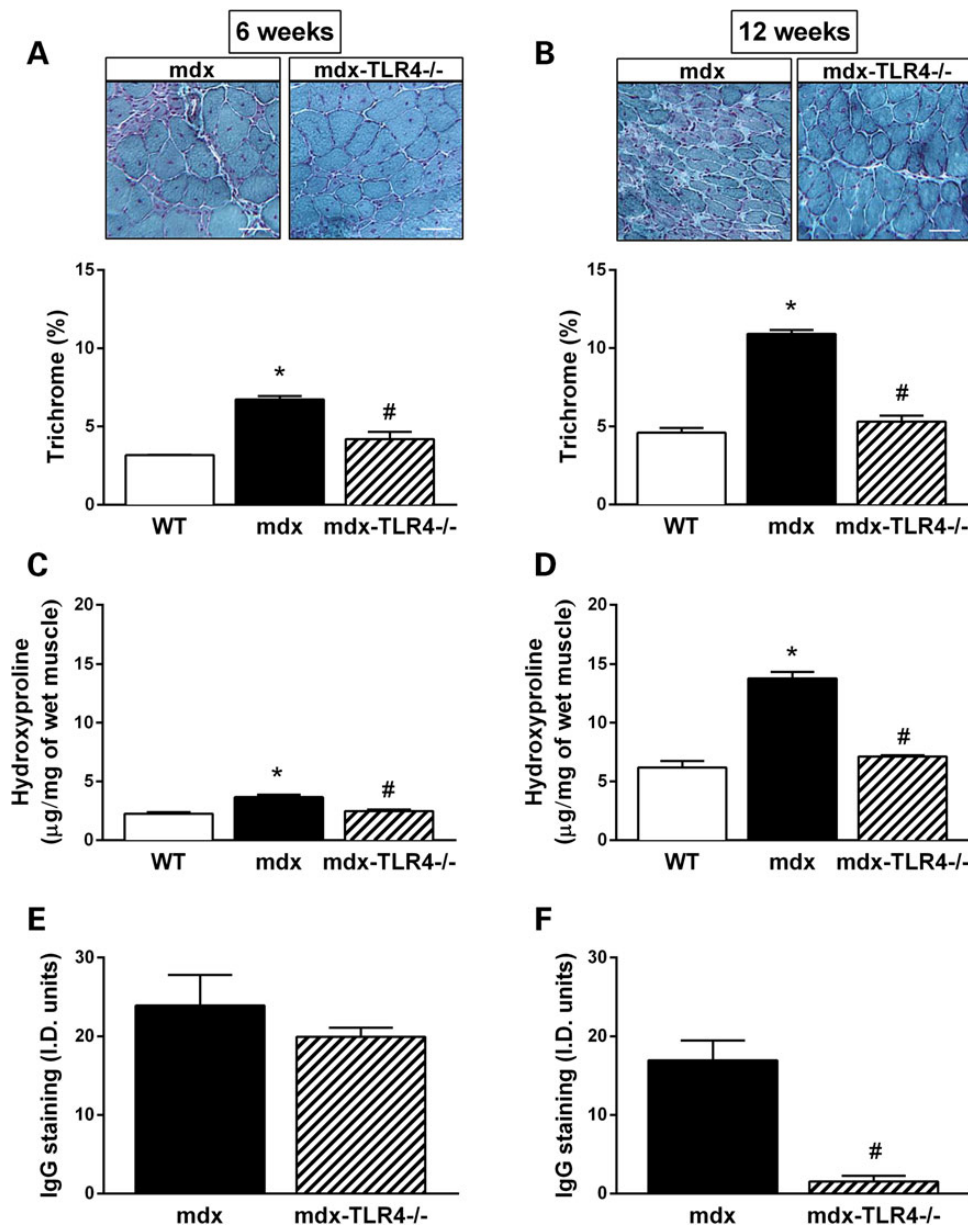 6 weeks
12 weeks
A
mdx
mdx-TLR4-/-
B
mdx
mdx-TLR4-/-
Trichrome (%)
15
10
5
0
*
#
WT
mdx
mdx-TLR4-/-
Trichrome (%)
15
10
5
0
*
#
WT
mdx
mdx-TLR4-/-
C
Hydroxyproline
(µg/mg of wet muscle)
20
15
10
5
0
*
#
WT
mdx
mdx-TLR4-/-
D
Hydroxyproline
(µg/mg of wet muscle)
20
15
10
5
0
*
#
WT
mdx
mdx-TLR4-/-
E
IgG staining (I.D. units)
30
20
10
0
mdx
mdx-TLR4-/-
F
IgG staining (I.D. units)
30
20
10
0
#
mdx
mdx-TLR4-/-